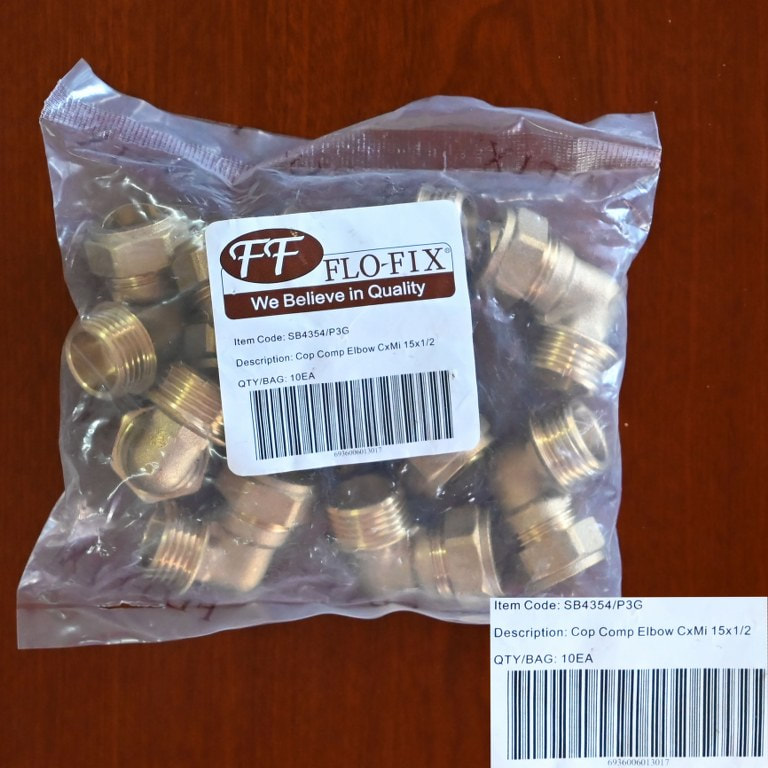 FF FLO-FIX®
We Believe in Quality
Item Code: SB4354/P3G
Description: Cop Comp Elbow CxMi 15x1/2
QTY/BAG: 10EA
6936006013017
Item Code: SB4354/P3G
Description: Cop Comp Elbow CxMi 15x1/2
QTY/BAG: 10EA
6936006013017